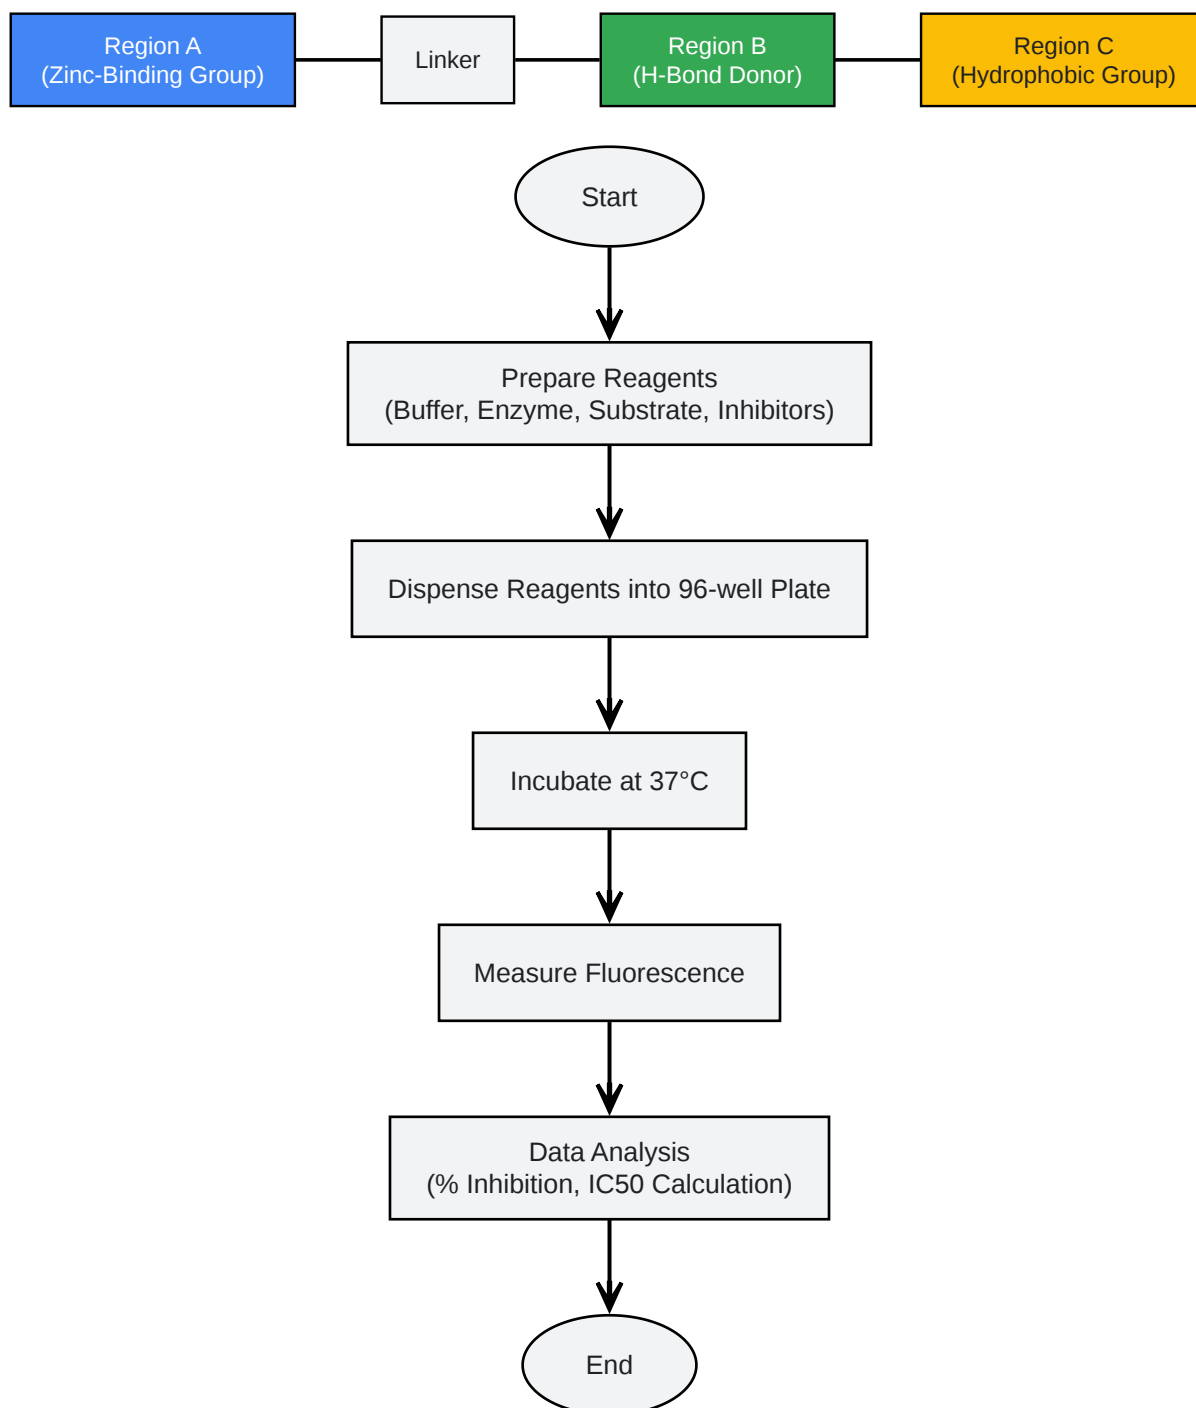 Region A
(Zinc-Binding Group)
Linker
Region B
(H-Bond Donor)
Region C
(Hydrophobic Group)
Start
Prepare Reagents
(Buffer, Enzyme, Substrate, Inhibitors)
Dispense Reagents into 96-well Plate
Incubate at 37°C
Measure Fluorescence
Data Analysis
(% Inhibition, IC50 Calculation)
End